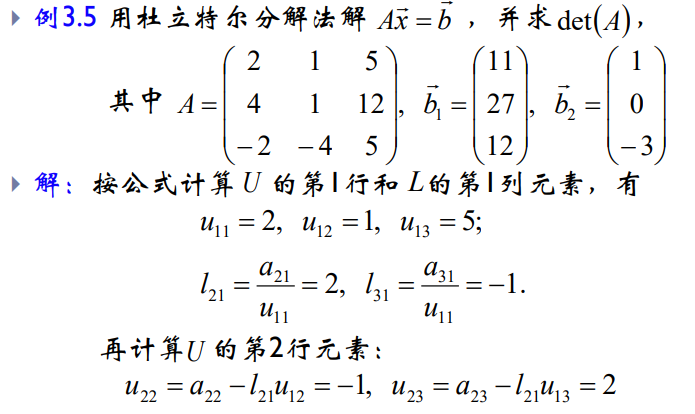 例3.5 用杜立特尔分解法解 $A\vec{x}=\vec{b}$ ，并求 $\det(A)$，
其中 $A=\begin{pmatrix} 2 & 1 & 5 \\ 4 & 1 & 12 \\ -2 & -4 & 5 \end{pmatrix}$, $\vec{b}_1=\begin{pmatrix} 11 \\ 27 \\ 12 \end{pmatrix}$, $\vec{b}_2=\begin{pmatrix} 1 \\ 0 \\ -3 \end{pmatrix}$
解：按公式计算 $U$ 的第1行和 $L$ 的第1列元素，有
$u_{11}=2,\ u_{12}=1,\ u_{13}=5;$
$l_{21}=\frac{a_{21}}{u_{11}}=2,\ l_{31}=\frac{a_{31}}{u_{11}}=-1.$
再计算 $U$ 的第2行元素：
$u_{22}=a_{22}-l_{21}u_{12}=-1,\ u_{23}=a_{23}-l_{21}u_{13}=2$